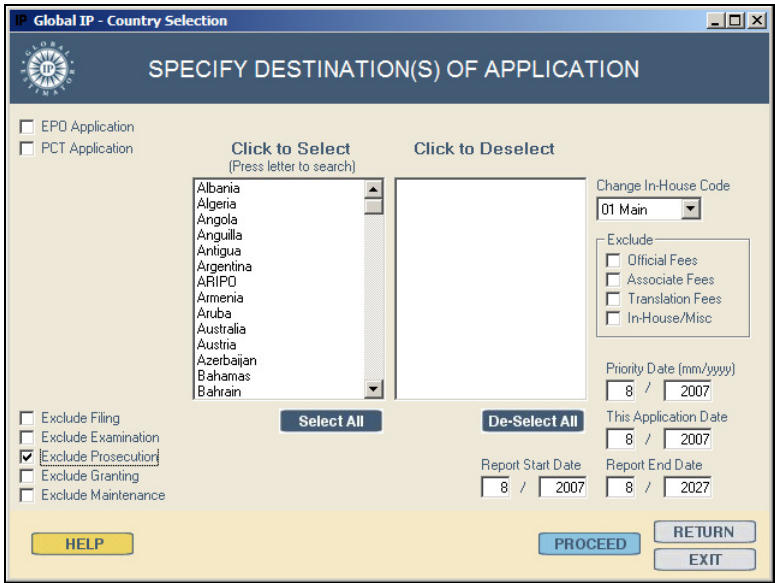 IP Global IP - Country Selection
GLOBAL
IP
ESTIMATOR
SPECIFY DESTINATION(S) OF APPLICATION
EPO Application
PCT Application
Click to Select
(Press letter to search)
Click to Deselect
Albania
Algeria
Angola
Anguilla
Antigua
Argentina
ARIPO
Armenia
Aruba
Australia
Austria
Azerbaijan
Bahamas
Bahrain
Change In-House Code
01 Main
Exclude
Official Fees
Associate Fees
Translation Fees
In-House/Misc
Priority Date (mm/yyyy)
8 / 2007
This Application Date
8 / 2007
Select All
De-Select All
Report Start Date
8 / 2007
Report End Date
8 / 2027
Exclude Filing
Exclude Examination
Exclude Prosecution
Exclude Granting
Exclude Maintenance
HELP
PROCEED
RETURN
EXIT